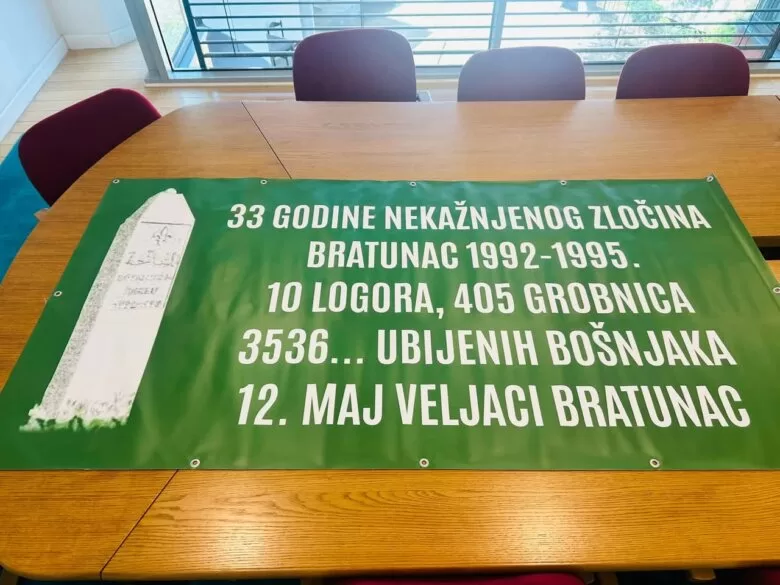 33 GODINE NEKAŽNJENOG ZLOČINA
BRATUNAC 1992-1995.
10 LOGORA, 405 GROBNICA
3536... UBIJENIH BOŠNJAKA
12. MAJ VELJACI BRATUNAC